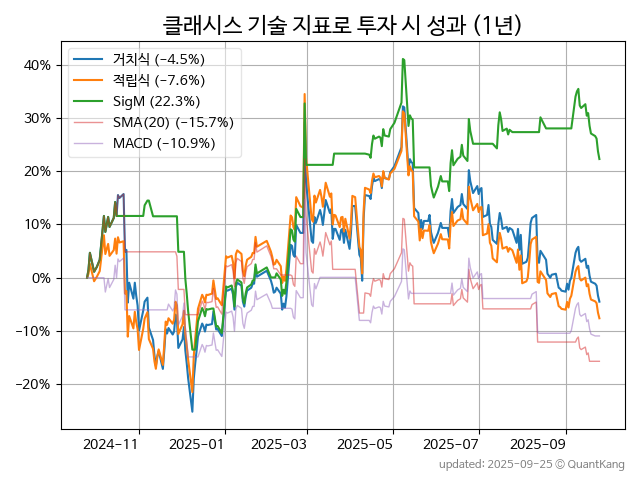 클래시스 기술 지표로 투자 시 성과 (1년)
거치식 (−4.5%)
적립식 (−7.6%)
SigM (22.3%)
SMA(20) (−15.7%)
MACD (−10.9%)
40%
30%
20%
10%
0%
−10%
−20%
2024-11 2025-01 2025-03 2025-05 2025-07 2025-09
updated: 2025-09-25 © QuantKang